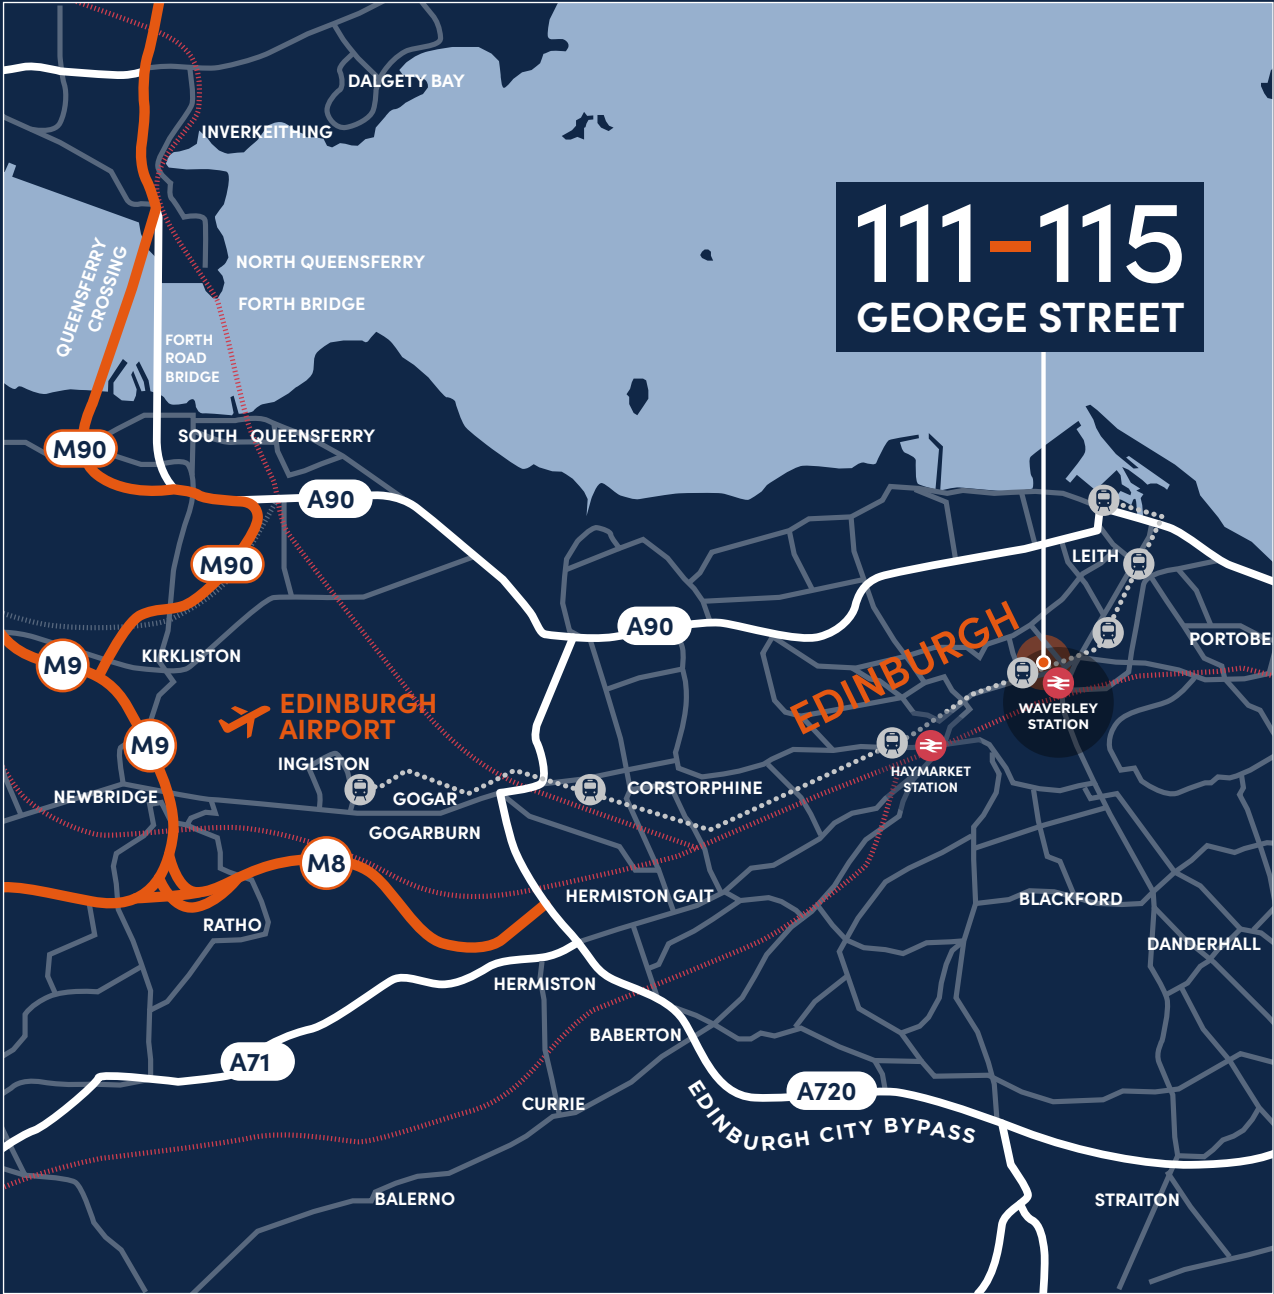 DALGETY BAY
INVERKEITHING
111–115
GEORGE STREET
QUEENSFERRY
CROSSING
NORTH QUEENSFERRY
FORTH BRIDGE
FORTH
ROAD
BRIDGE
M90
SOUTH QUEENSFERRY
A90
M90
LEITH
A90
EDINBURGH
PORTOBE
M9
KIRKLISTON
EDINBURGH
AIRPORT
WAVERLEY
STATION
M9
INGLISTON
HAYMARKET
STATION
NEWBRIDGE
GOGAR
CORSTORPHINE
GOGARBURN
M8
HERMISTON GAIT
BLACKFORD
RATHO
DANDERHALL
HERMISTON
BABERTON
A71
A720
CURRIE
EDINBURGH CITY BYPASS
BALERNO
STRAITON